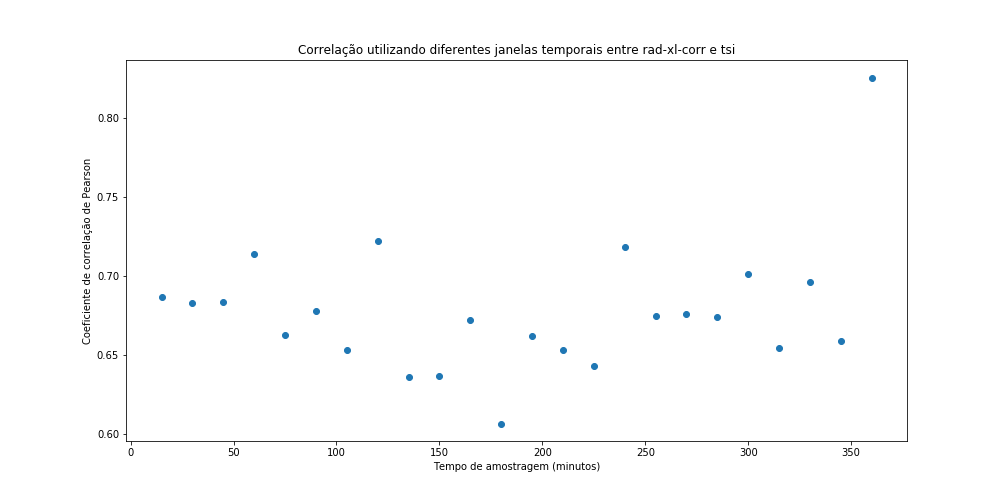 Correlação utilizando diferentes janelas temporais entre rad-xl-corr e tsi
Coeficiente de correlação de Pearson
0.80
0.75
0.70
0.65
0.60
0 50 100 150 200 250 300 350
Tempo de amostragem (minutos)